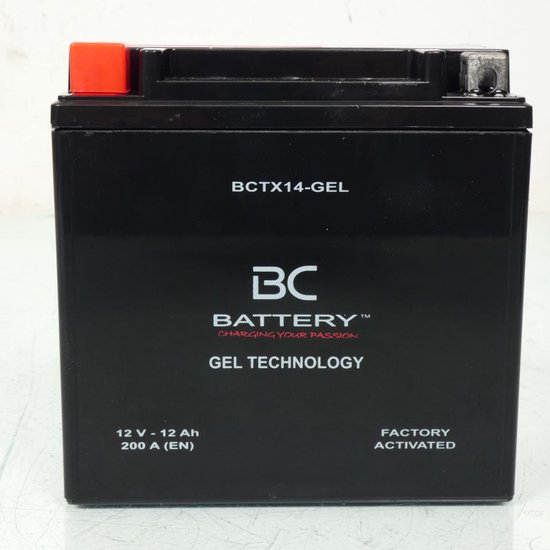 BCTX14-GEL
BC
BATTERY™
CHARGING YOUR PASSION
GEL TECHNOLOGY
12 V - 12 Ah
200 A (EN)
FACTORY
ACTIVATED